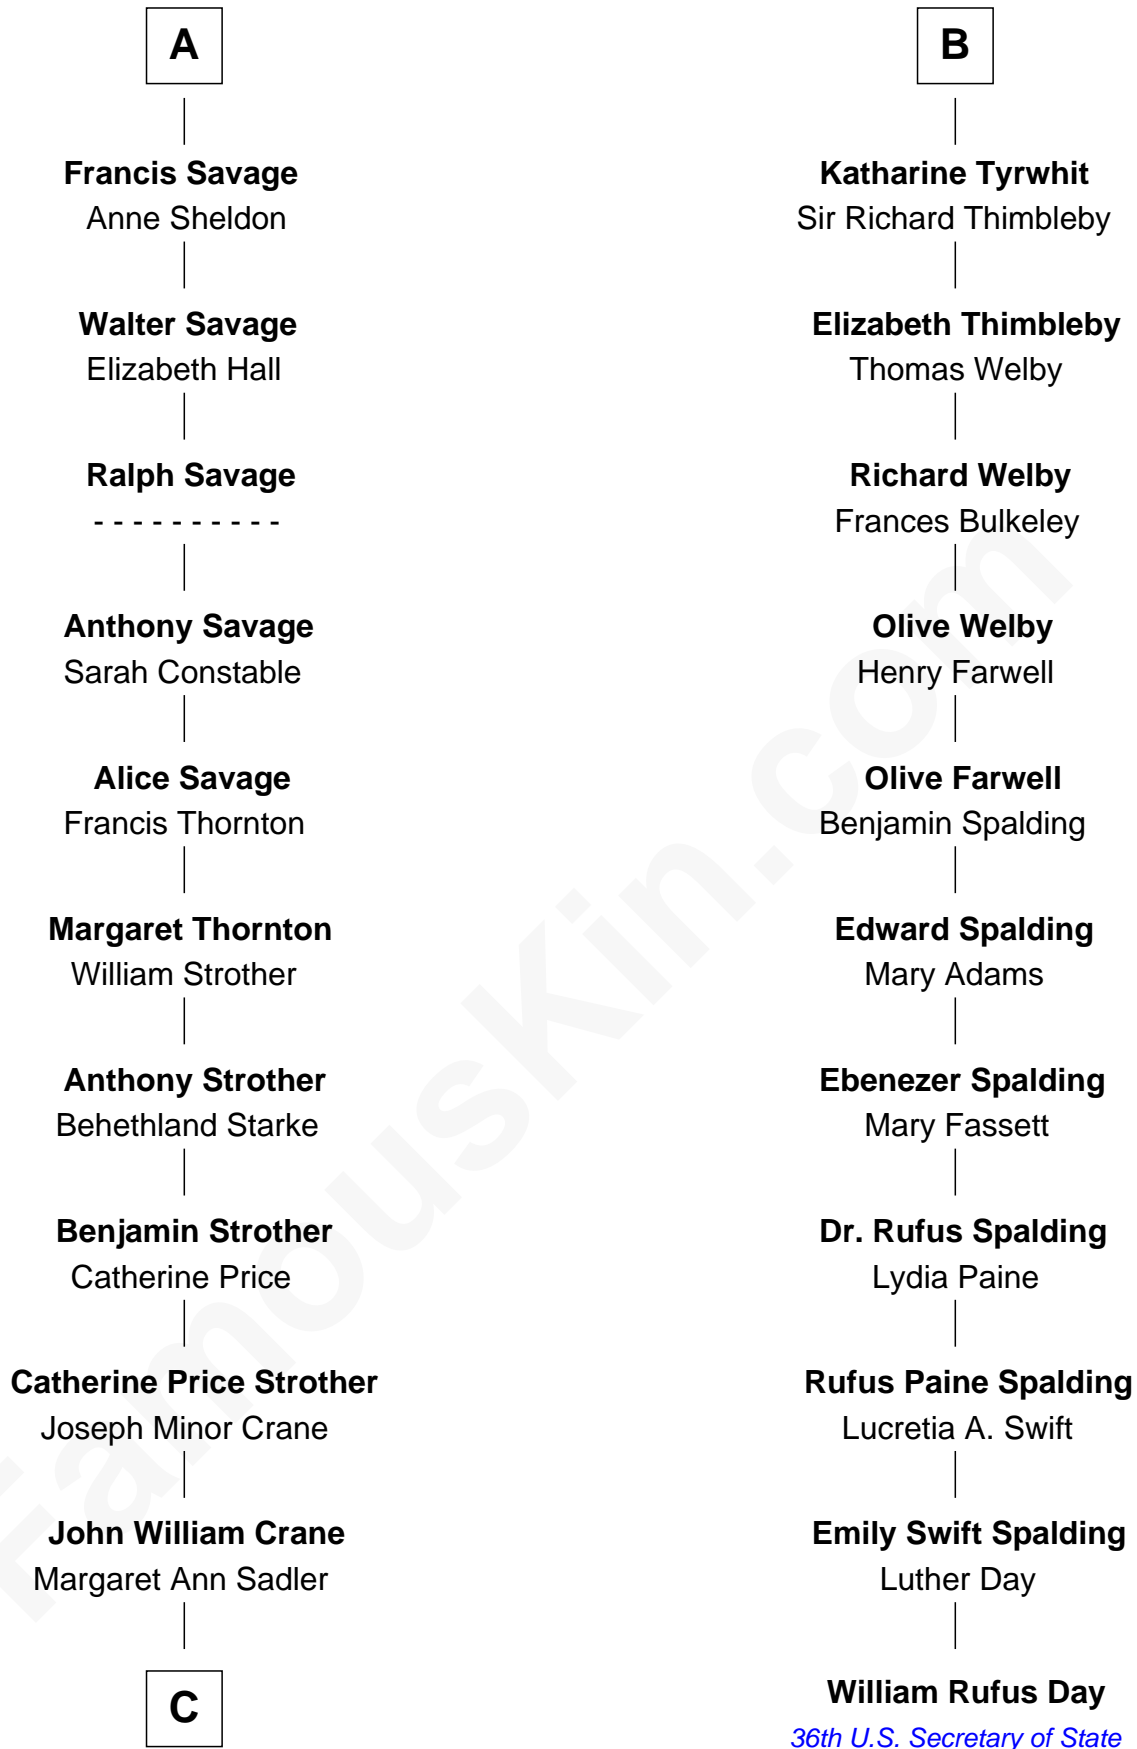 A
Francis Savage
Anne Sheldon
Walter Savage
Elizabeth Hall
Ralph Savage
- - - - - - - - - -
Anthony Savage
Sarah Constable
Alice Savage
Francis Thornton
Margaret Thornton
William Strother
Anthony Strother
Behethland Starke
Benjamin Strother
Catherine Price
Catherine Price Strother
Joseph Minor Crane
John William Crane
Margaret Ann Sadler
C
B
Katharine Tyrwhit
Sir Richard Thimbleby
Elizabeth Thimbleby
Thomas Welby
Richard Welby
Frances Bulkeley
Olive Welby
Henry Farwell
Olive Farwell
Benjamin Spalding
Edward Spalding
Mary Adams
Ebenezer Spalding
Mary Fassett
Dr. Rufus Spalding
Lydia Paine
Rufus Paine Spalding
Lucretia A. Swift
Emily Swift Spalding
Luther Day
William Rufus Day
36th U.S. Secretary of State
FamousKin.com